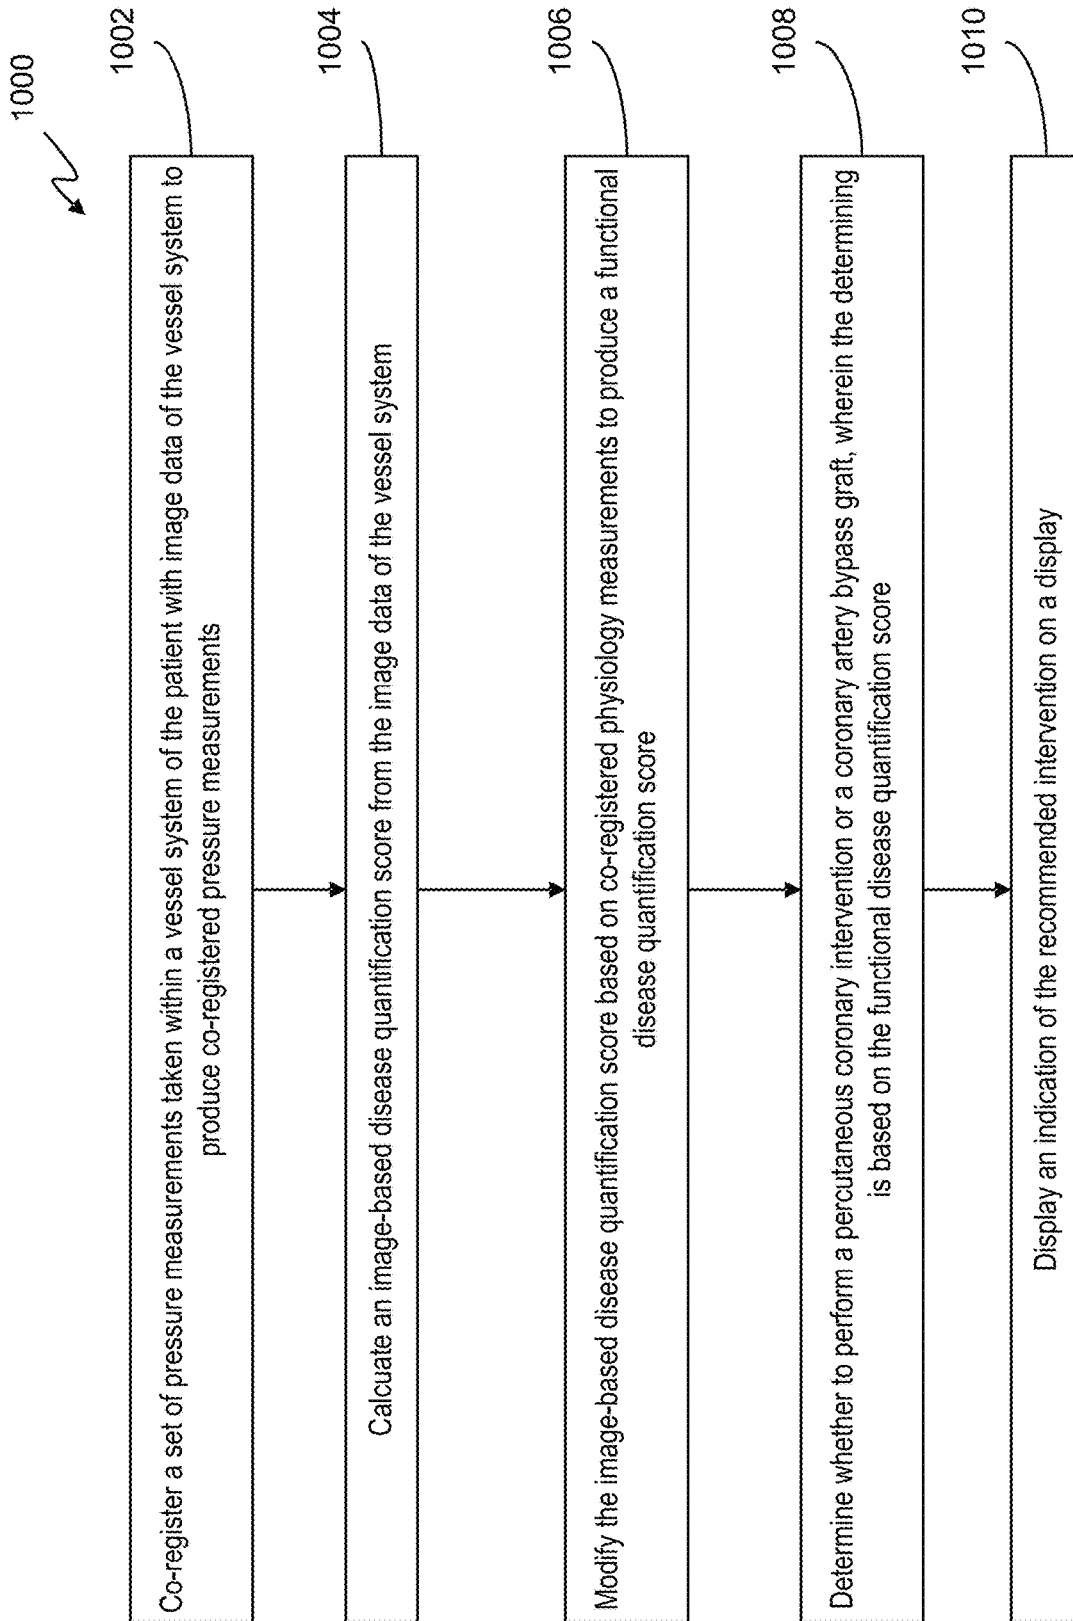 1000
Co-register a set of pressure measurements taken within a vessel system of the patient with image data of the vessel system to
produce co-registered pressure measurements
1002
Calcuate an image-based disease quantification score from the image data of the vessel system
1004
Modify the image-based disease quantification score based on co-registered physiology measurements to produce a functional
disease quantification score
1006
Determine whether to perform a percutaneous coronary intervention or a coronary artery bypass graft, wherein the determining
is based on the functional disease quantification score
1008
Display an indication of the recommended intervention on a display
1010